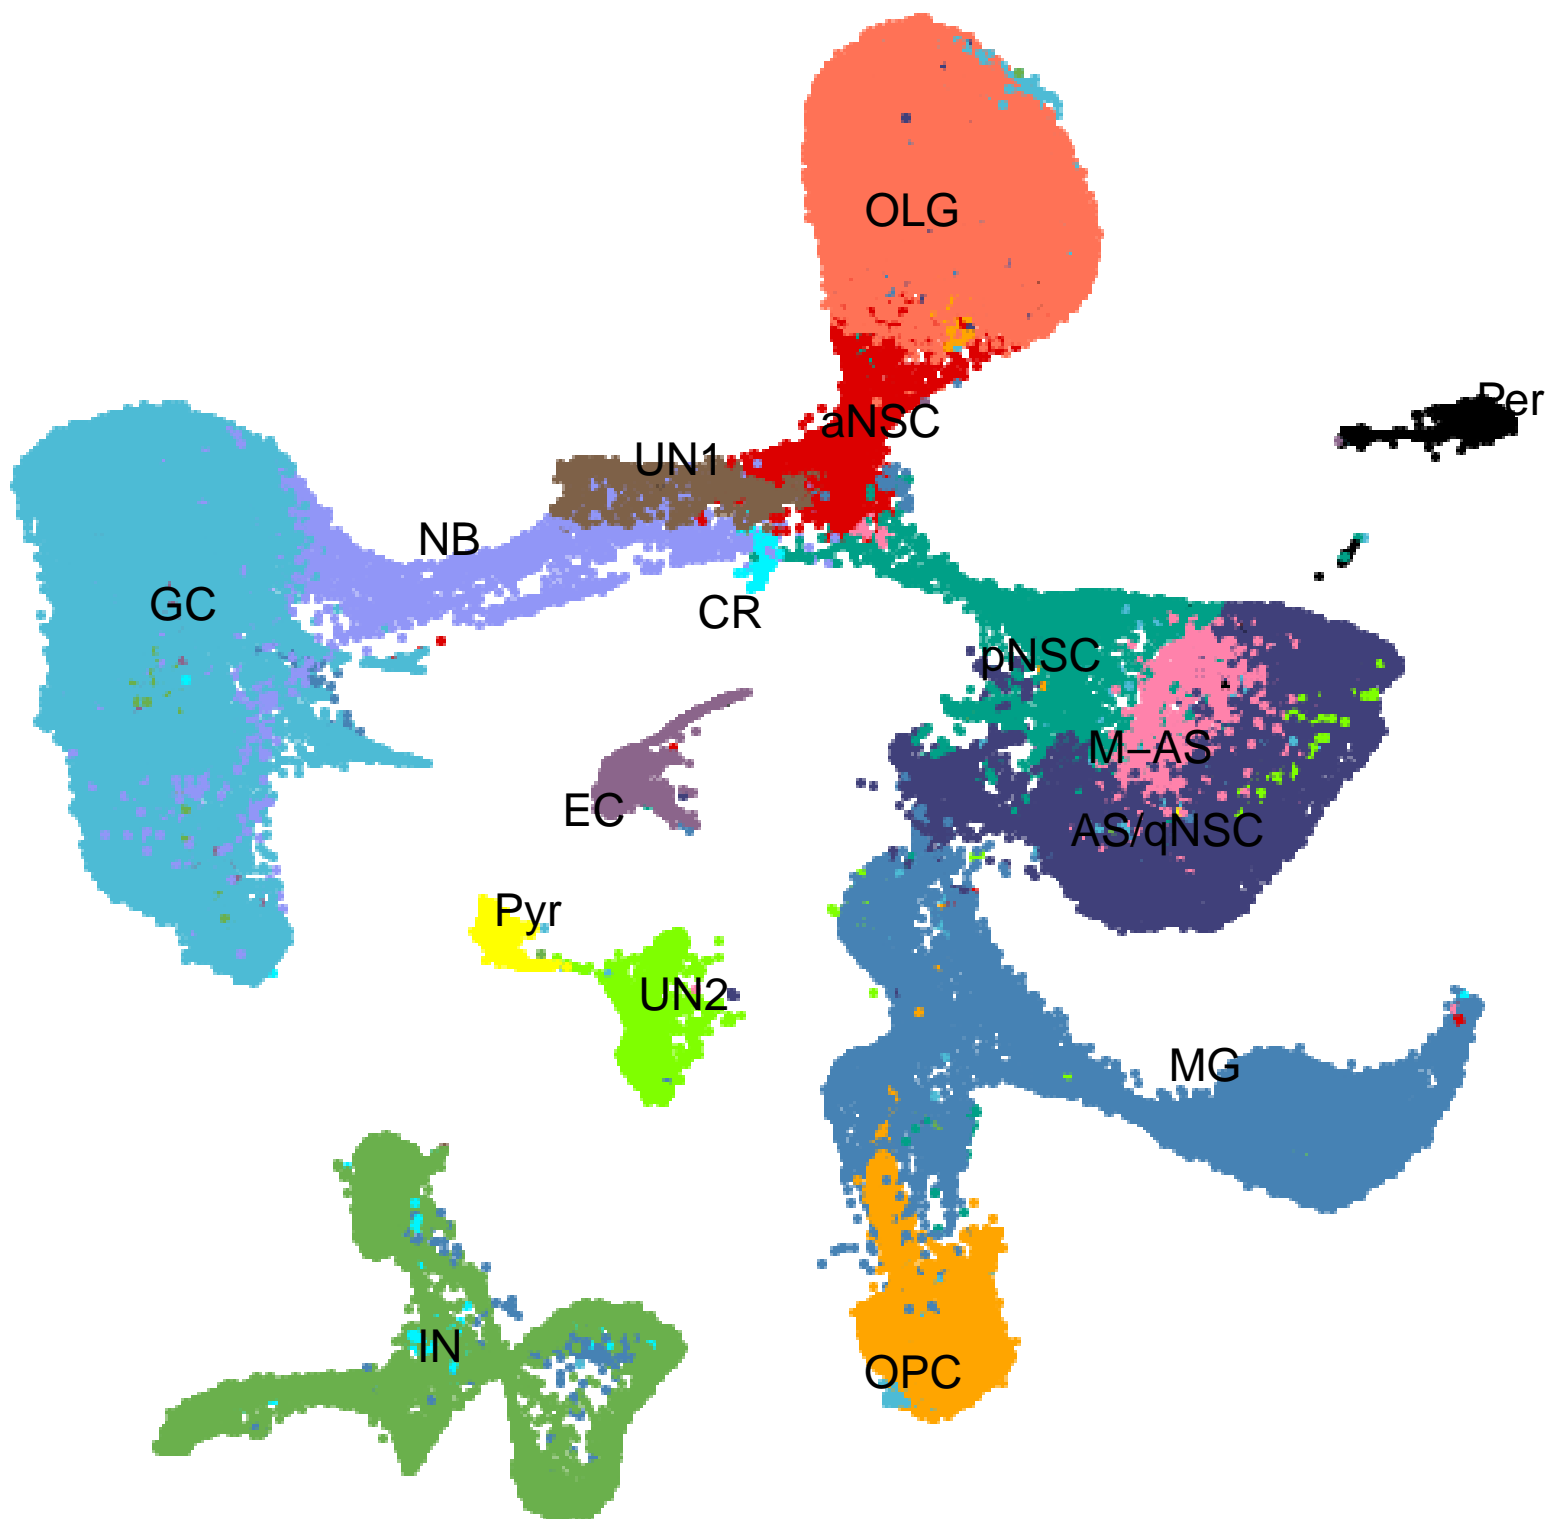 OLG
Per
aNSC
UN1
NB
GC
CR
pNSC
M–AS
EC
AS/qNSC
Pyr
UN2
MG
IN
OPC